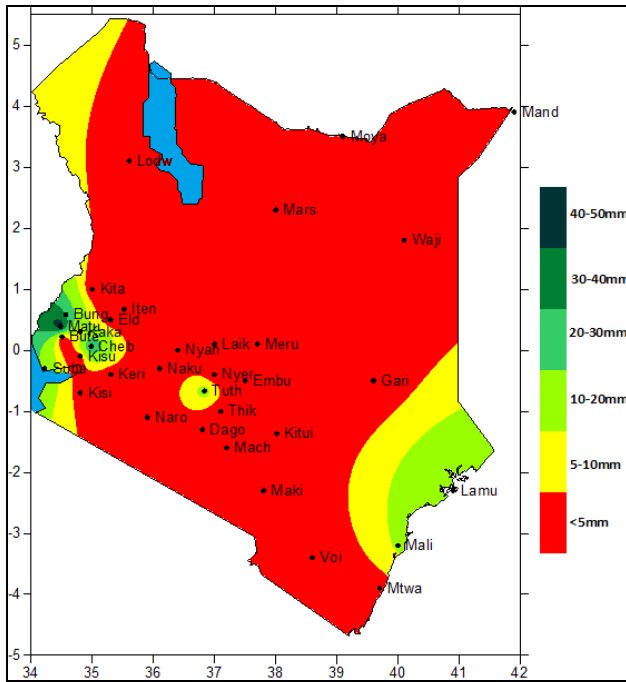 5
4
3
2
1
0
-1
-2
-3
-4
-5
34 35 36 37 38 39 40 41 42
Mand
Moya
Lodw
Mars
Waji
Kita
Iten
Bung
Eld
Matu
Kaka
Bute
Cheb
Laik
Meru
Nyah
Kisu
Suba
Keri
Naku
Nyer
Embu
Gari
Kisi
Tuth
Thik
Naro
Dago
Kitui
Mach
Maki
Lamu
Mali
Voi
Mtwa
40-50mm
30-40mm
20-30mm
10-20mm
5-10mm
<5mm